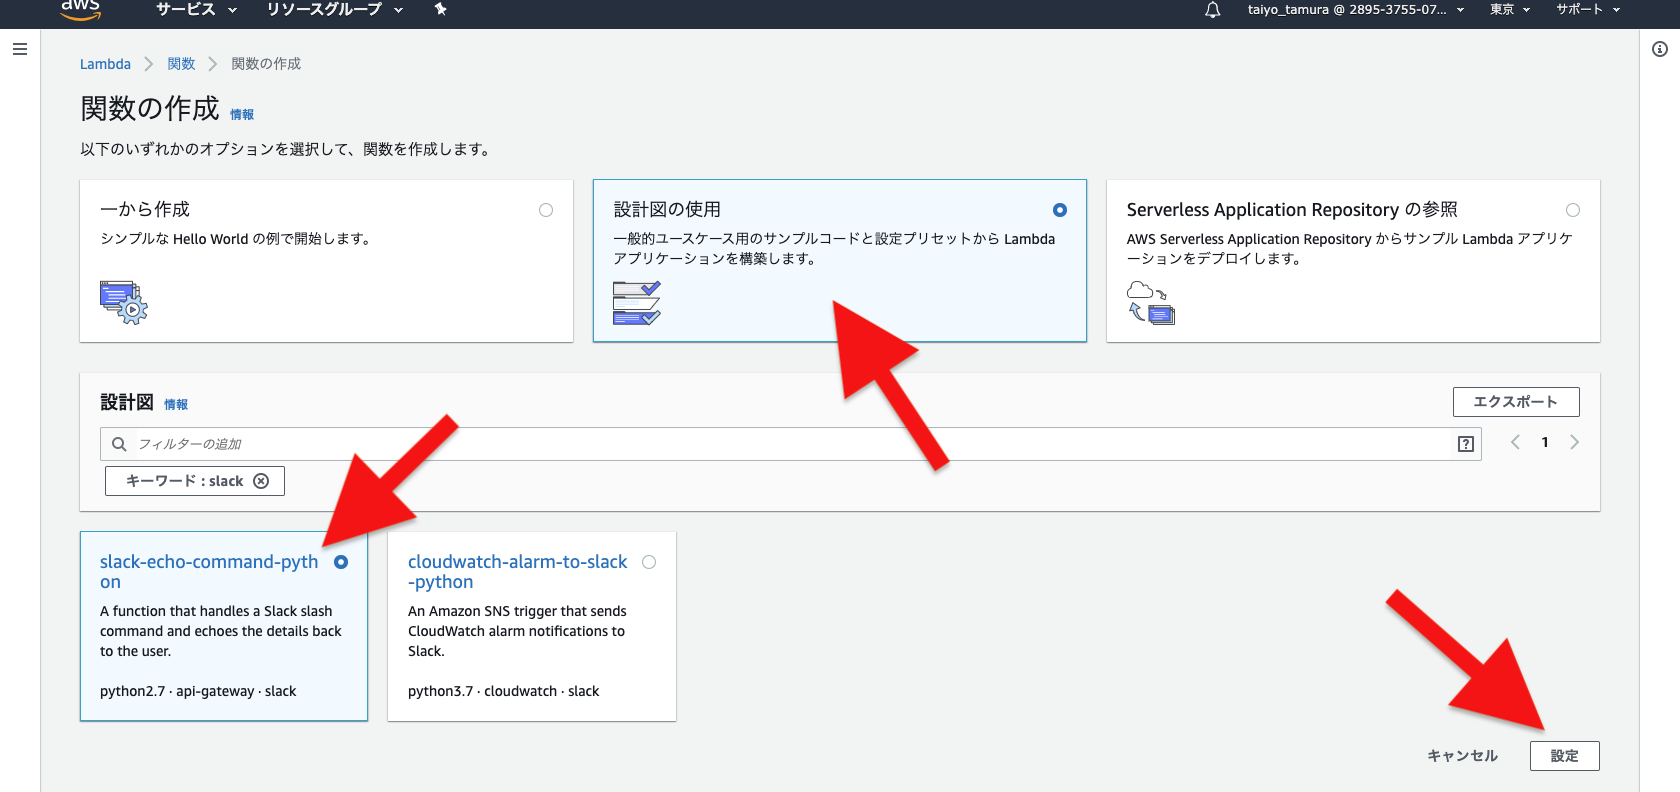 aws
サービス
リソースグループ
taiyo_tamura @ 2895-3755-07...
東京
サポート
Lambda
関数
関数の作成
関数の作成 情報
以下のいずれかのオプションを選択して、関数を作成します。
一から作成
シンプルな Hello World の例で開始します。
設計図の使用
一般的ユースケース用のサンプルコードと設定プリセットから Lambda
アプリケーションを構築します。
Serverless Application Repository の参照
AWS Serverless Application Repository からサンプル Lambda アプリケ
ーションをデプロイします。
設計図 情報
エクスポート
フィルターの追加
1
キーワード : slack
slack-echo-command-pyth
on
A function that handles a Slack slash
command and echoes the details back
to the user.
python2.7 · api-gateway · slack
cloudwatch-alarm-to-slack
-python
An Amazon SNS trigger that sends
CloudWatch alarm notifications to
Slack.
python3.7 · cloudwatch · slack
キャンセル
設定